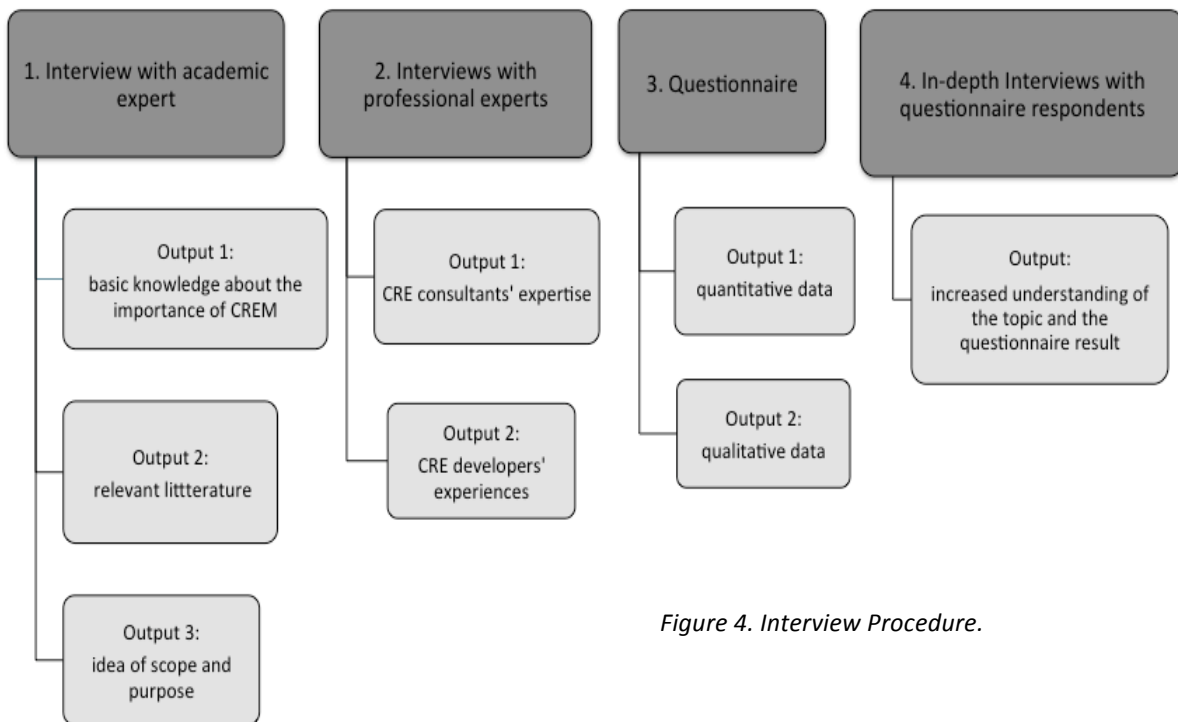 1. Interview with academic
expert
Output 1:
basic knowledge about the
importance of CREM
Output 2:
relevant littterature
Output 3:
idea of scope and
purpose
2. Interviews with
professional experts
Output 1:
CRE consultants' expertise
Output 2:
CRE developers'
experiences
3. Questionnaire
Output 1:
quantitative data
Output 2:
qualitative data
4. In-depth Interviews with
questionnaire respondents
Output:
increased understanding of
the topic and the
questionnaire result
Figure 4. Interview Procedure.